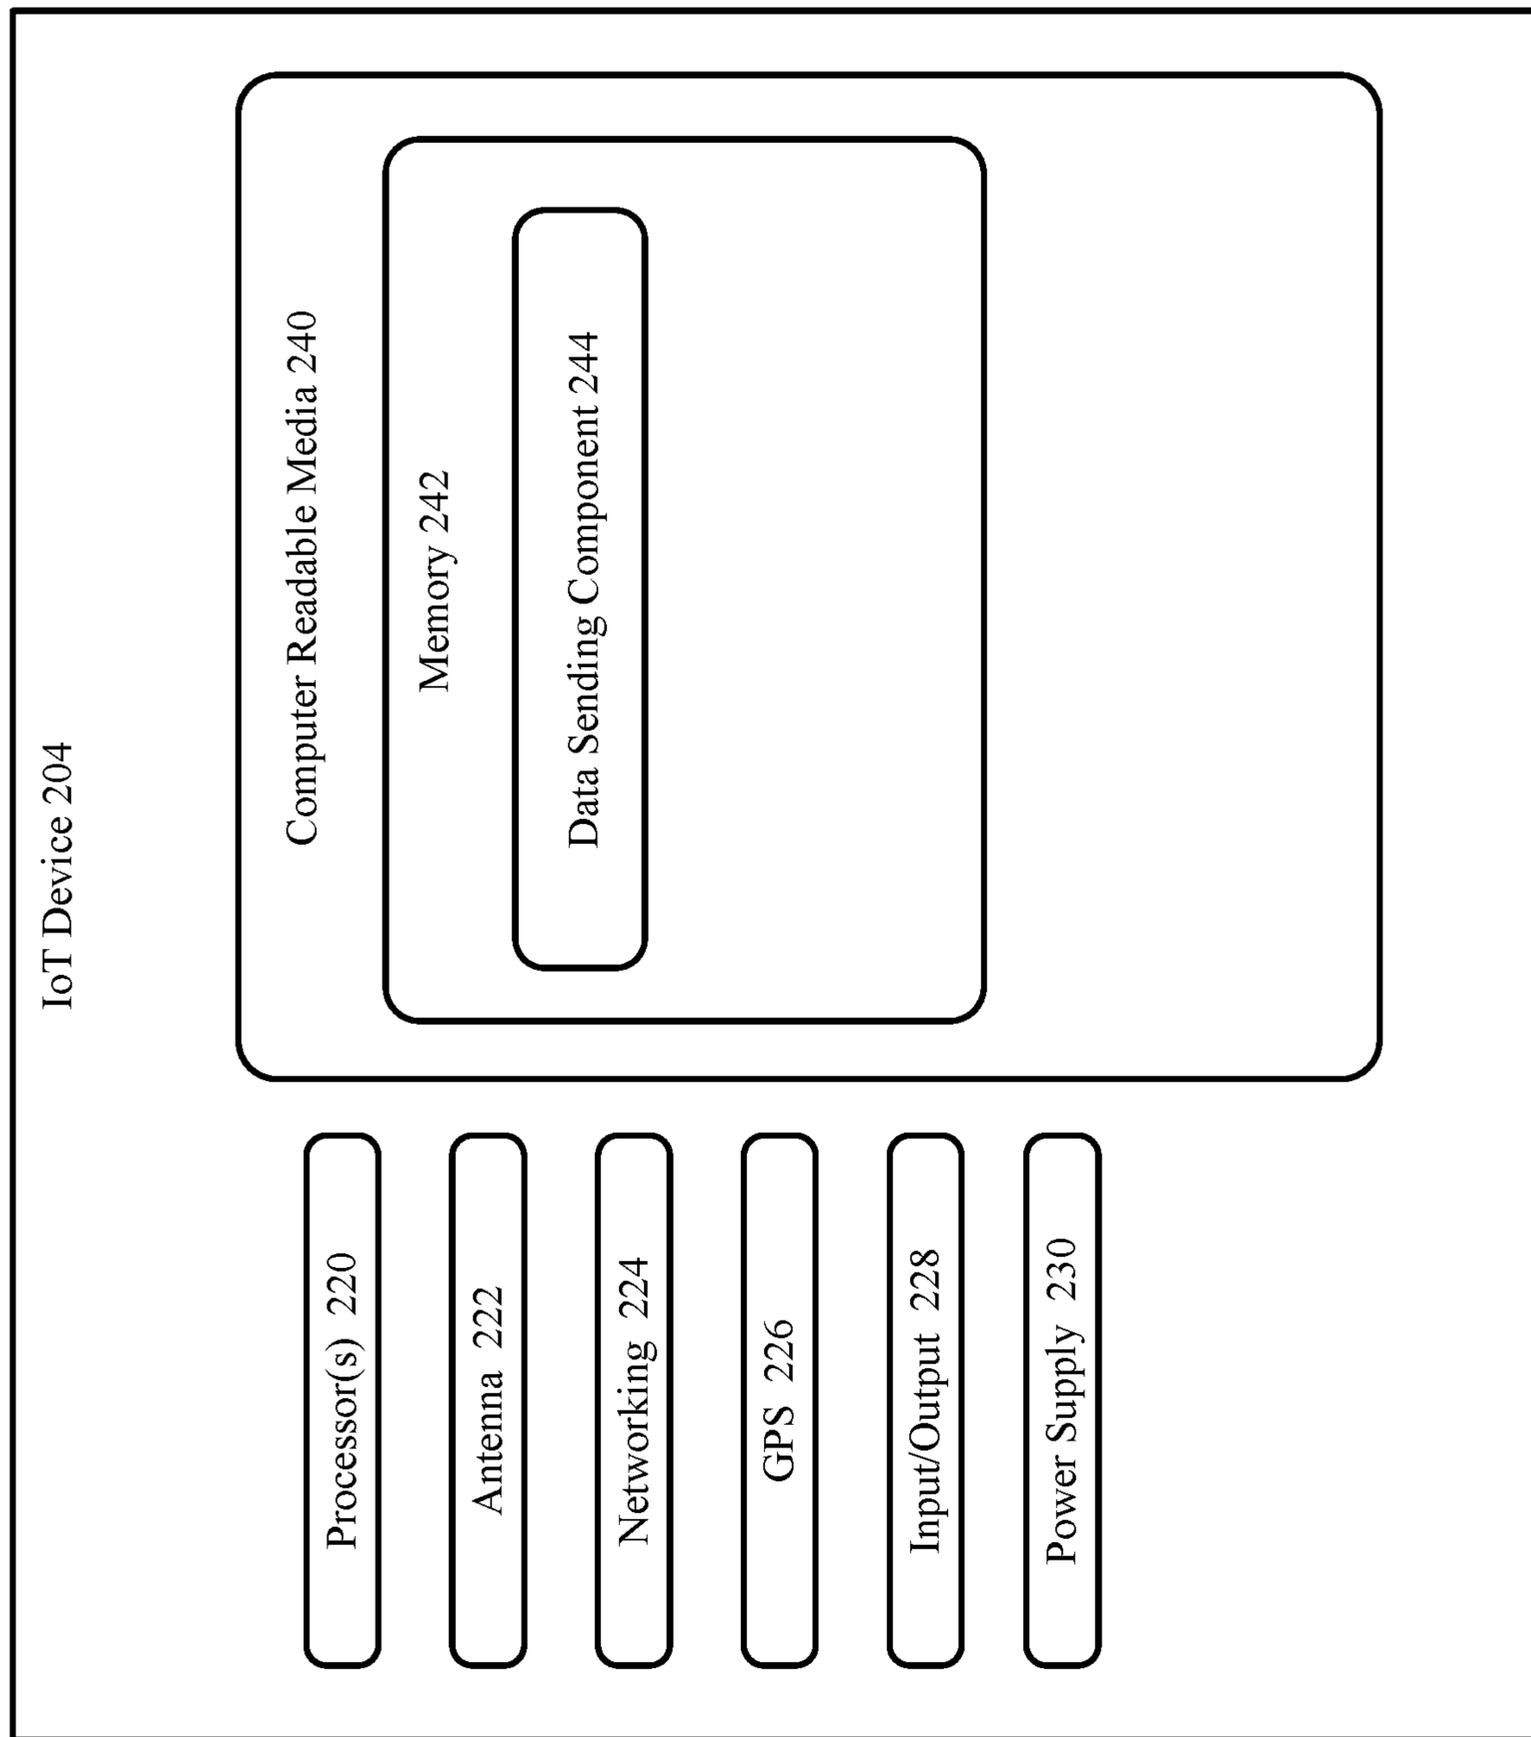 IoT Device 204
Processor(s) 220
Antenna 222
Networking 224
GPS 226
Input/Output 228
Power Supply 230
Computer Readable Media 240
Memory 242
Data Sending Component 244